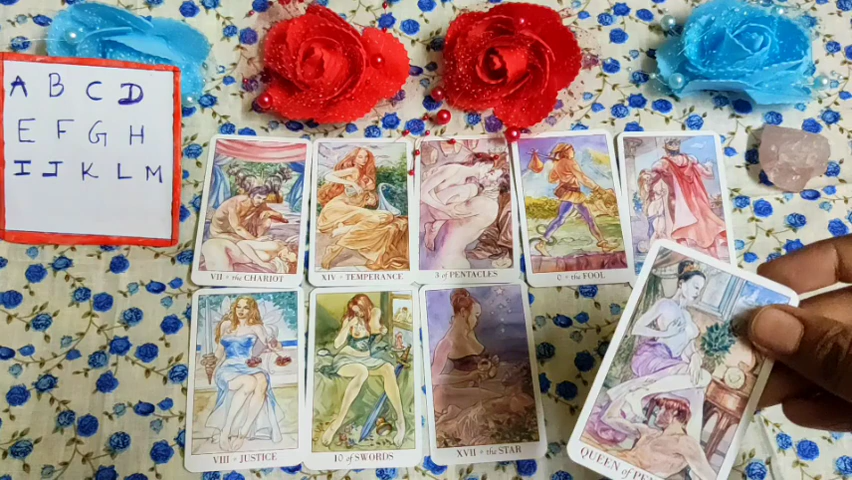 A B C D
E F G H
I J K L M
VII the CHARIOT
XIV TEMPERANCE
3 of PENTACLES
0 the FOOL
VIII JUSTICE
10 of SWORDS
XVII the STAR
QUEEN of PEN